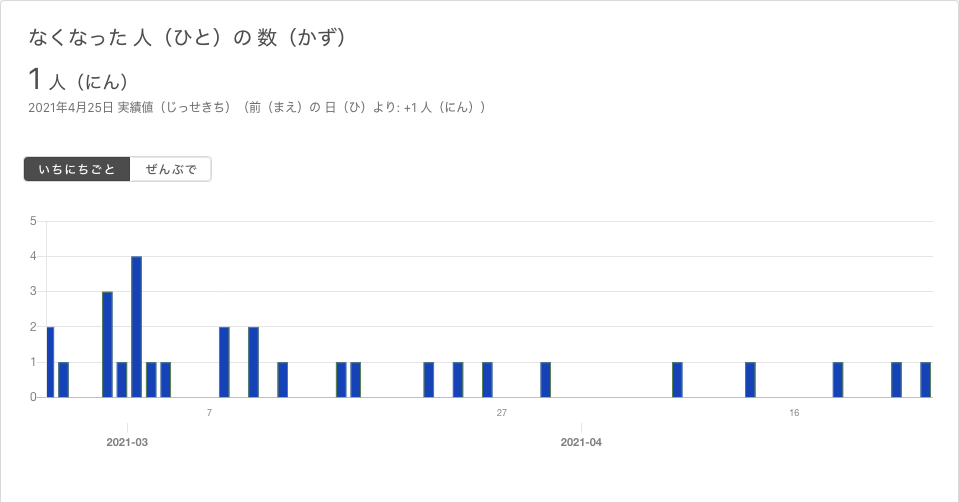 なくなった 人（ひと）の 数（かず）
1 人（にん）
2021年4月25日 実績値（じっせきち）（前（まえ）の 日（ひ）より: +1 人（にん））
いちにちごと ぜんぶで
5
4
3
2
1
0
7 27 16
2021-03 2021-04